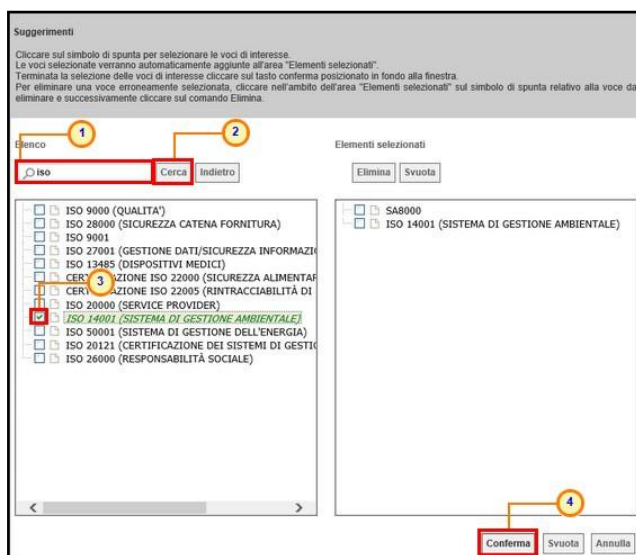 Suggerimenti
Cliccare sul simbolo di spunta per selezionare le voci di interesse.
Le voci selezionate verranno automaticamente aggiunte all'area "Elementi selezionati".
Terminata la selezione delle voci di interesse cliccare sul tasto conferma posizionato in fondo alla finestra.
Per eliminare una voce erroneamente selezionata, cliccare nell'ambito dell'area "Elementi selezionati" sul simbolo di spunta relativo alla voce da
eliminare e successivamente cliccare sul comando Elimina.
1
2
Elenco
Elementi selezionati
iso Cerca Indietro
Elimina Svuota
ISO 9000 (QUALITA')
ISO 28000 (SICUREZZA CATENA FORNITURA)
ISO 9001
ISO 27001 (GESTIONE DATI/SICUREZZA INFORMAZI
ISO 13485 (DISPOSITIVI MEDICI)
ISO 22000 (SICUREZZA ALIMENTAR
ISO 22005 (RINTRACCIABILITÀ DI
3
ISO 20000 (SERVICE PROVIDER)
ISO 14001 (SISTEMA DI GESTIONE AMBIENTALE)
ISO 50001 (SISTEMA DI GESTIONE DELL'ENERGIA)
ISO 20121 (CERTIFICAZIONE DEI SISTEMI DI GESTIO
ISO 26000 (RESPONSABILITÀ SOCIALE)
SA8000
ISO 14001 (SISTEMA DI GESTIONE AMBIENTALE)
4
Conferma Svuota Annulla